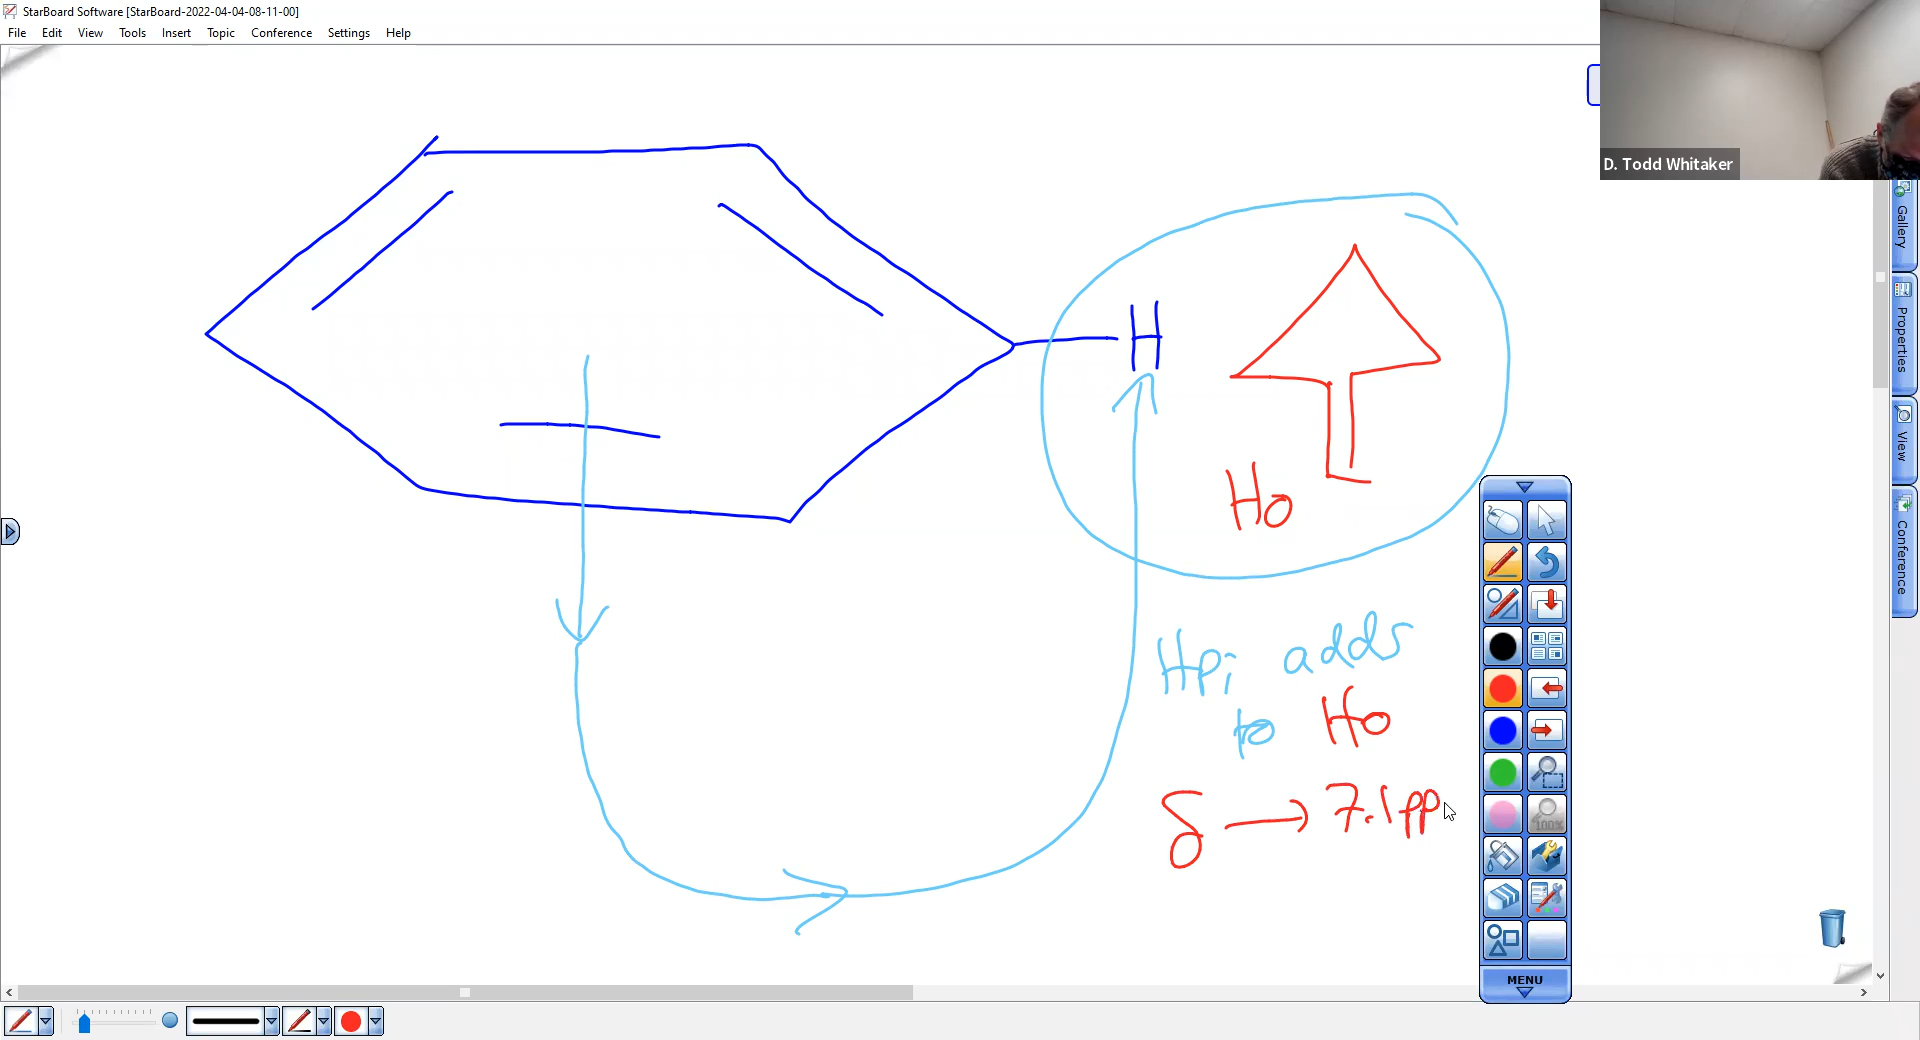 StarBoard Software [StarBoard-2022-04-04-08-11-00]
File Edit View Tools Insert Topic Conference Settings Help
D. Todd Whitaker
Gallery
Properties
View
Conference
H
Ho
Hpi adds
to Ho
δ → 7.1pp
100%
MENU